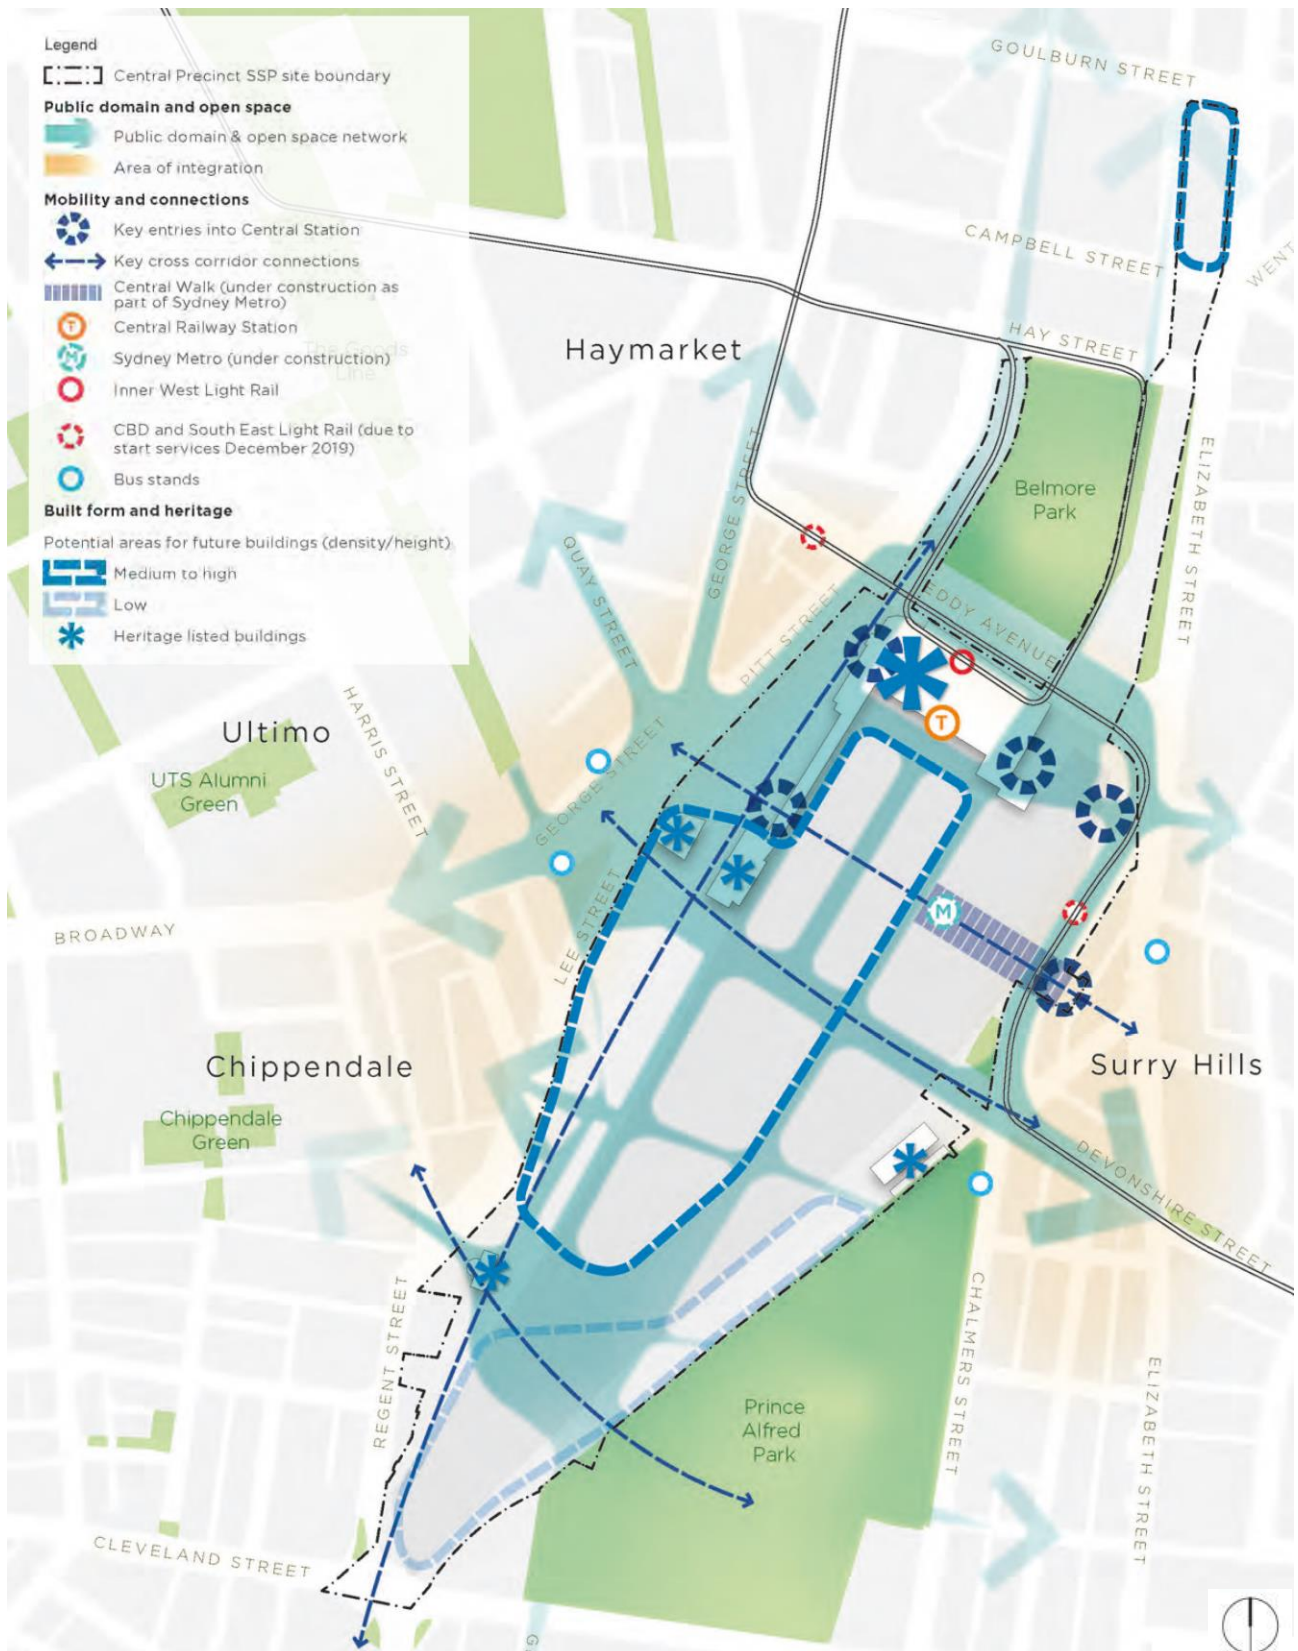 Legend
Central Precinct SSP site boundary
Public domain and open space
Public domain & open space network
Area of integration
Mobility and connections
Key entries into Central Station
Key cross corridor connections
Central Walk (under construction as
part of Sydney Metro)
T
Central Railway Station
M
Sydney Metro (under construction)
Inner West Light Rail
CBD and South East Light Rail (due to
start services December 2019)
Bus stands
Built form and heritage
Potential areas for future buildings (density/height)
Medium to high
Low
Heritage listed buildings
The Goods
Line
GOULBURN STREET
CAMPBELL STREET
WENT
HAY STREET
Haymarket
Belmore
Park
ELIZABETH STREET
GEORGE STREET
QUAY STREET
PITT STREET
EDDY AVENUE
HARRIS STREET
Ultimo
UTS Alumni
Green
GEORGE STREET
T
LEE STREET
BROADWAY
M
Chippendale
Surry Hills
Chippendale
Green
DEVONSHIRE STREET
REGENT STREET
CHALMERS STREET
ELIZABETH STREET
Prince
Alfred
Park
CLEVELAND STREET
G